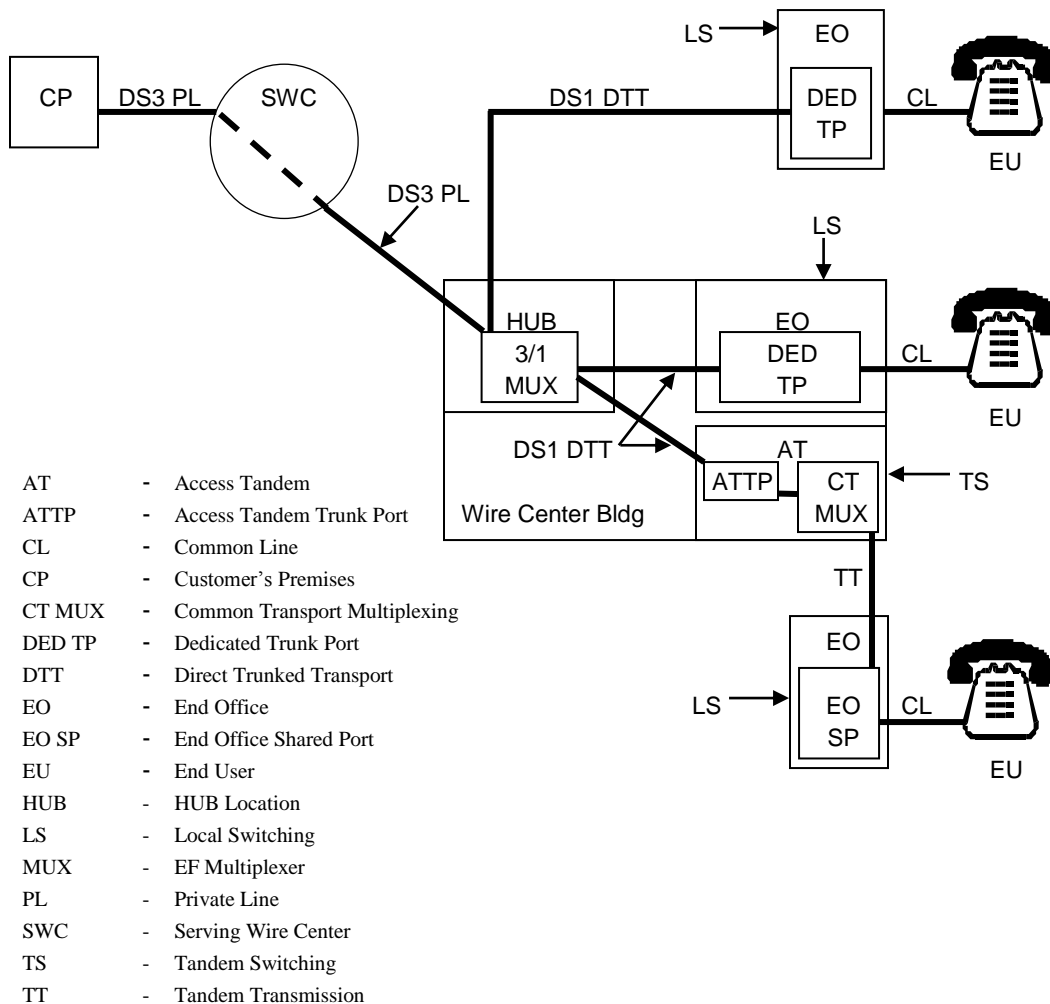 LS
EO
CP
DS3 PL
SWC
DS1 DTT
DED
TP
CL
EU
DS3 PL
LS
HUB
3/1
MUX
EO
DED
TP
CL
EU
DS1 DTT
AT
ATTP
CT
MUX
TS
Wire Center Bldg
TT
EO
LS
EO
SP
CL
EU
AT - Access Tandem
ATTP - Access Tandem Trunk Port
CL - Common Line
CP - Customer’s Premises
CT MUX - Common Transport Multiplexing
DED TP - Dedicated Trunk Port
DTT - Direct Trunked Transport
EO - End Office
EO SP - End Office Shared Port
EU - End User
HUB - HUB Location
LS - Local Switching
MUX - EF Multiplexer
PL - Private Line
SWC - Serving Wire Center
TS - Tandem Switching
TT - Tandem Transmission